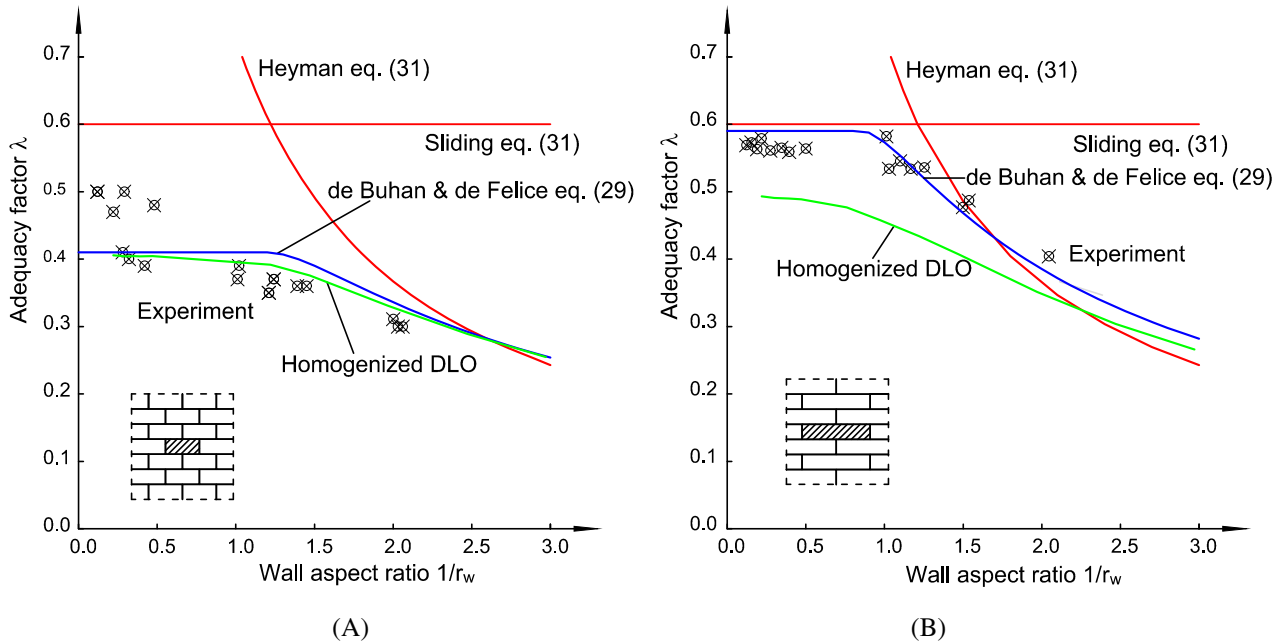 0.7
0.6
0.5
0.4
0.3
0.2
0.1
0.0
Adequacy factor λ
Heyman eq. (31)
Sliding eq. (31)
de Buhan & de Felice eq. (29)
Experiment
Homogenized DLO
0.0 0.5 1.0 1.5 2.0 2.5 3.0
Wall aspect ratio 1/rw
(A)
0.7
0.6
0.5
0.4
0.3
0.2
0.1
0.0
Adequacy factor λ
Heyman eq. (31)
Sliding eq. (31)
de Buhan & de Felice eq. (29)
Experiment
Homogenized DLO
0.0 0.5 1.0 1.5 2.0 2.5 3.0
Wall aspect ratio 1/rw
(B)